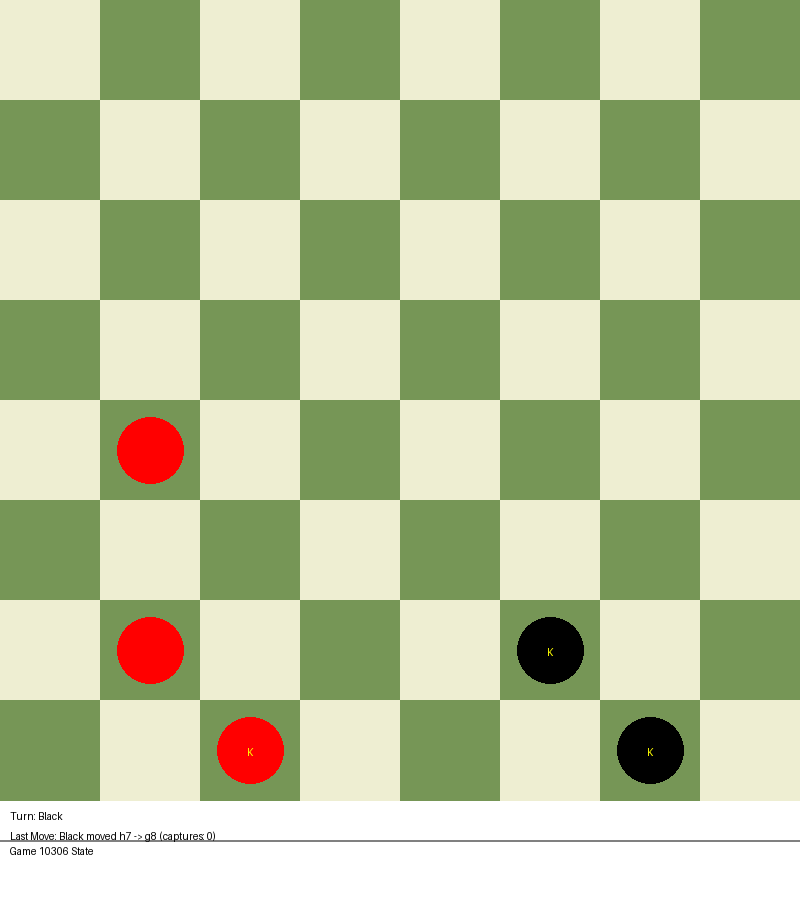 K
K
K
Turn: Black
Last Move: Black moved h7 -> g8 (captures: 0)
Game 10306 State